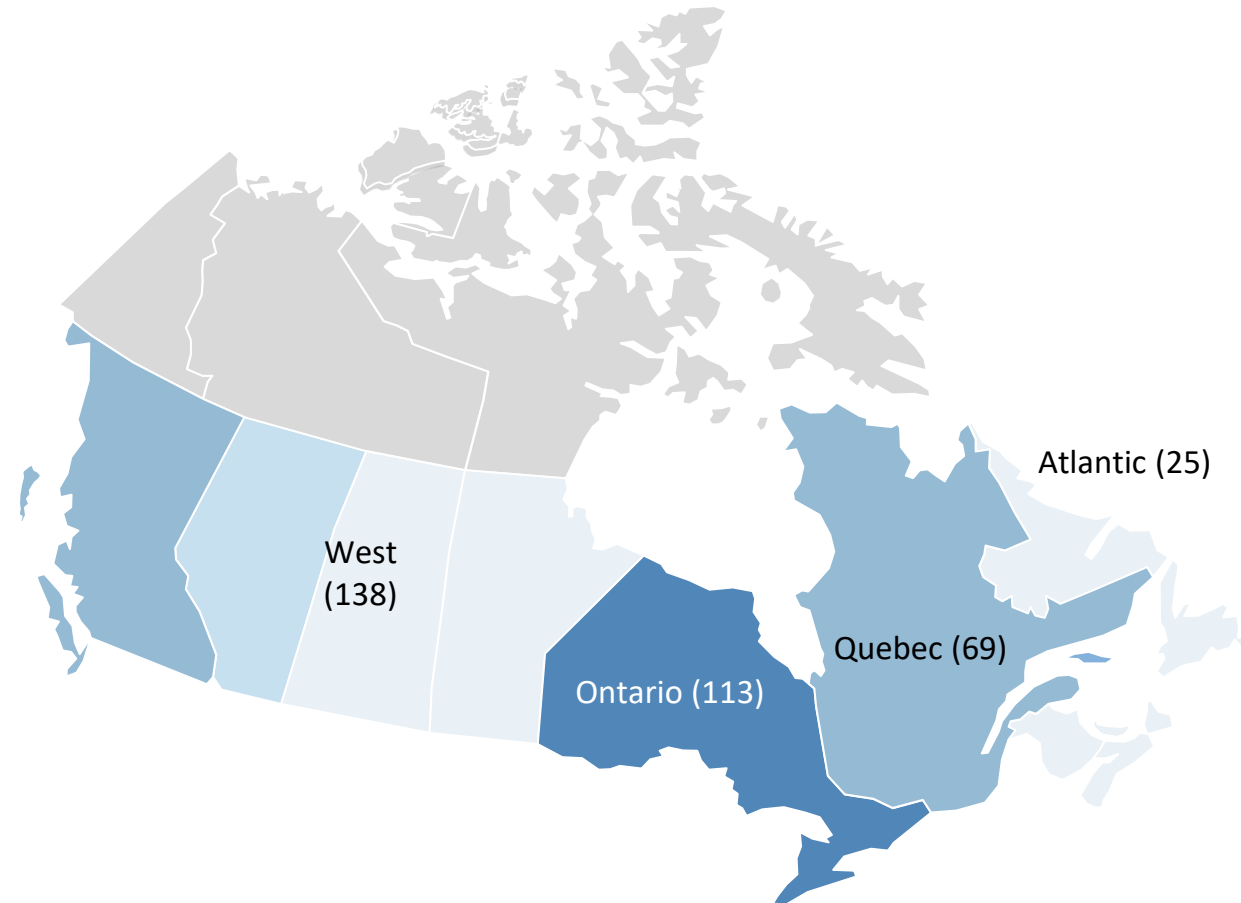 Atlantic (25)
West
(138)
Quebec (69)
Ontario (113)